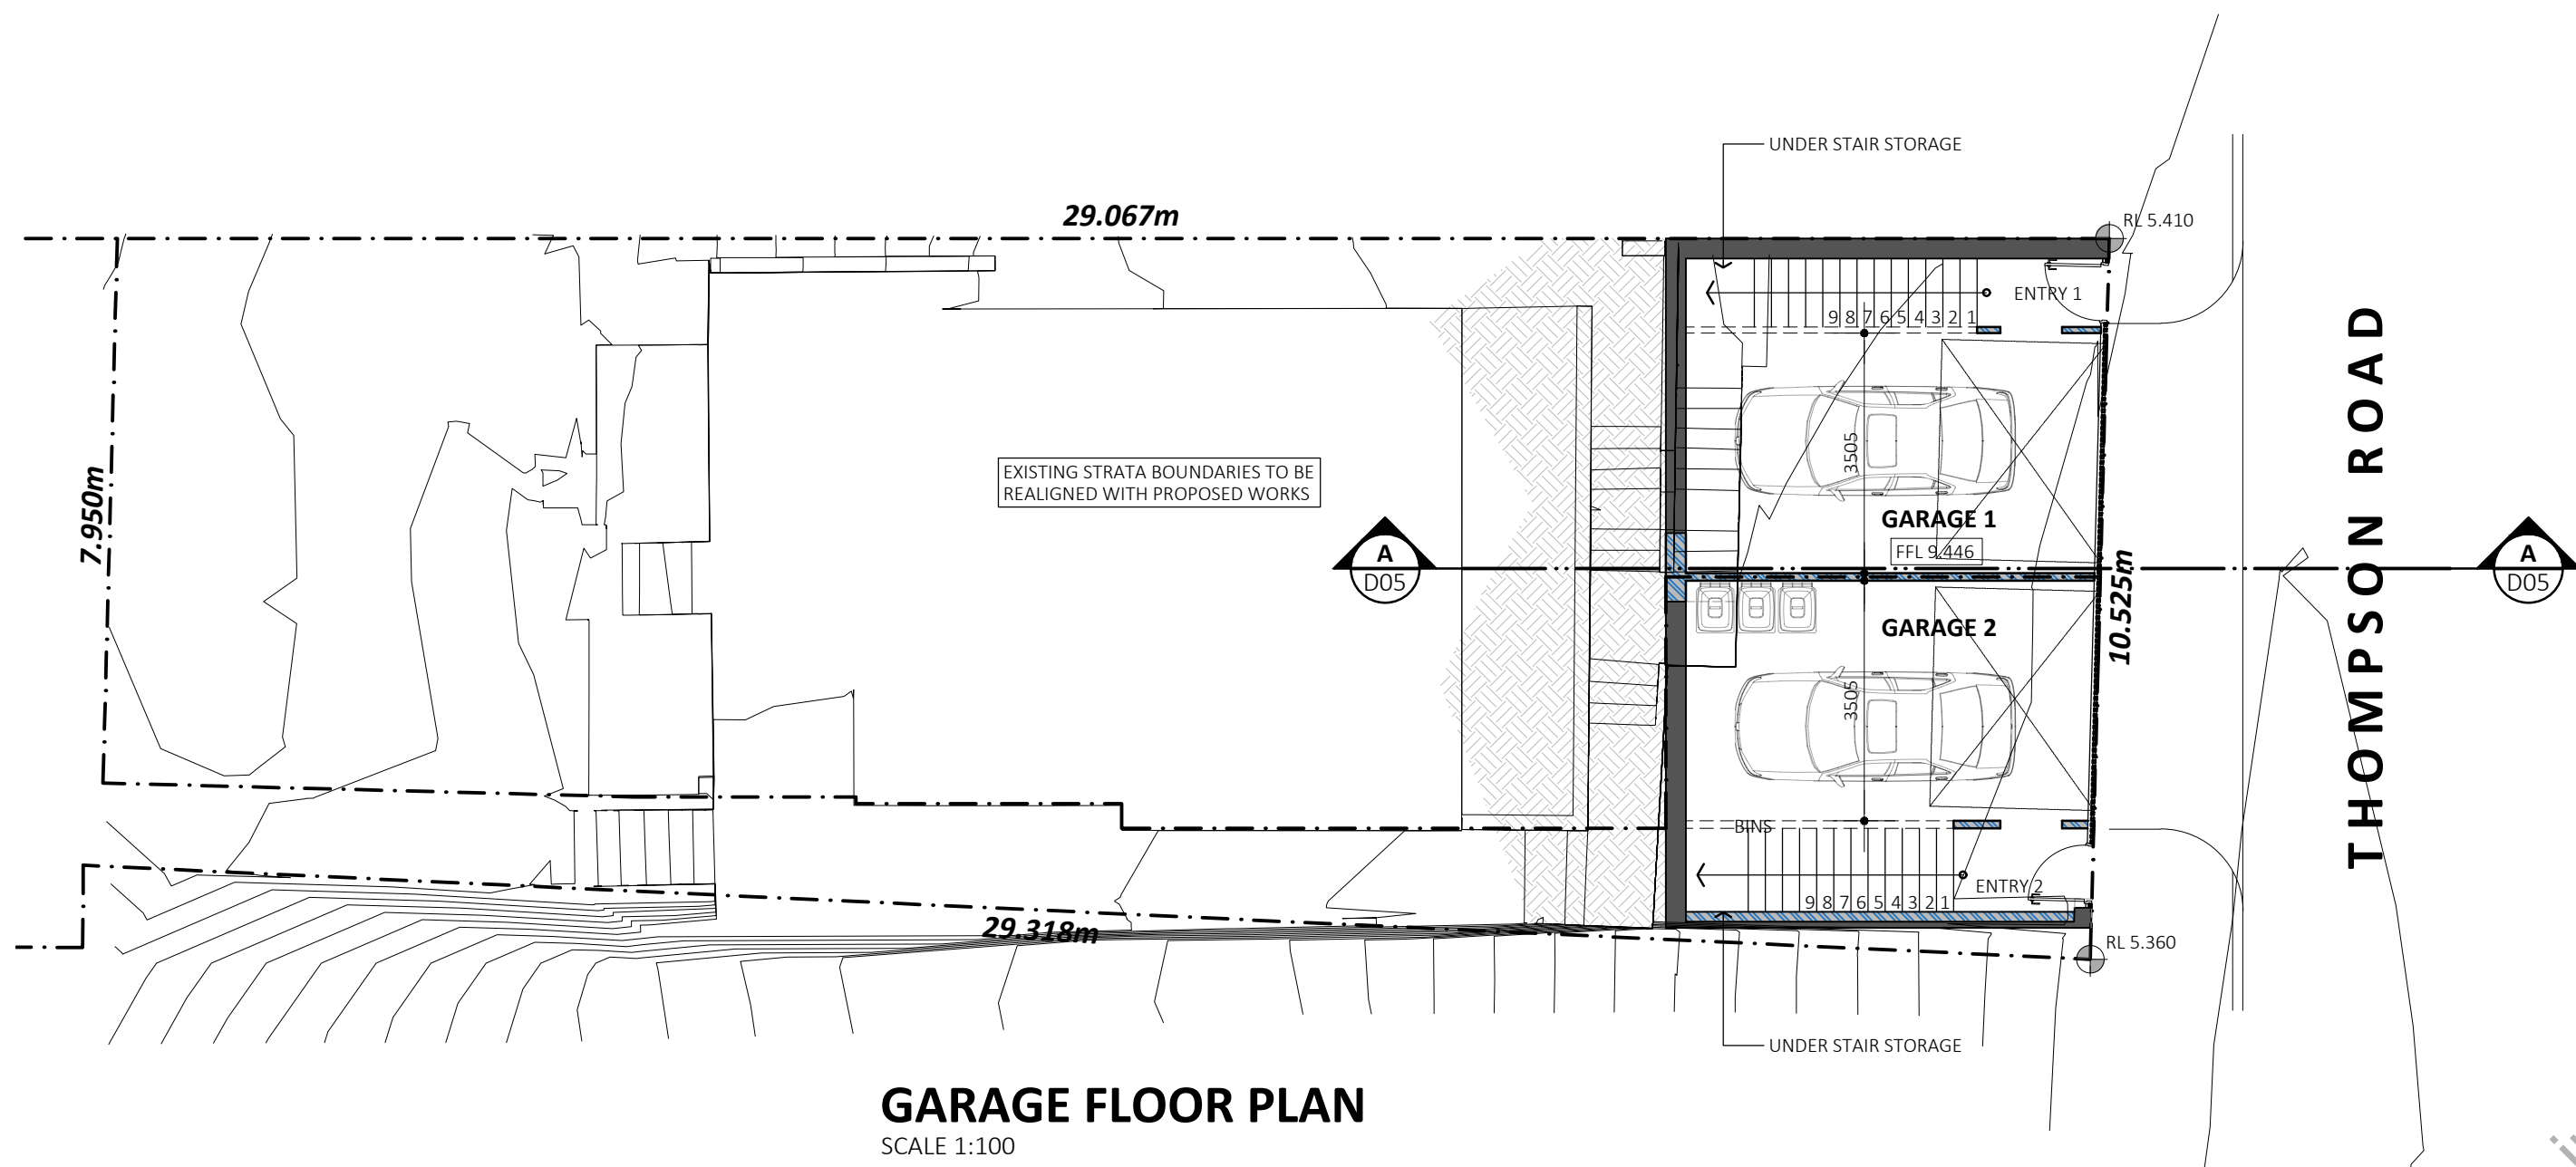 UNDER STAIR STORAGE
29.067m
RL 5.410
ENTRY 1
9 8 7 6 5 4 3 2 1
THOMPSON ROAD
7.950m
EXISTING STRATA BOUNDARIES TO BE
REALIGNED WITH PROPOSED WORKS
3505
GARAGE 1
FFL 9.446
A
D05
A
D05
10.525m
GARAGE 2
3505
BINS
ENTRY 2
9 8 7 6 5 4 3 2 1
29.318m
RL 5.360
UNDER STAIR STORAGE
GARAGE FLOOR PLAN
SCALE 1:100